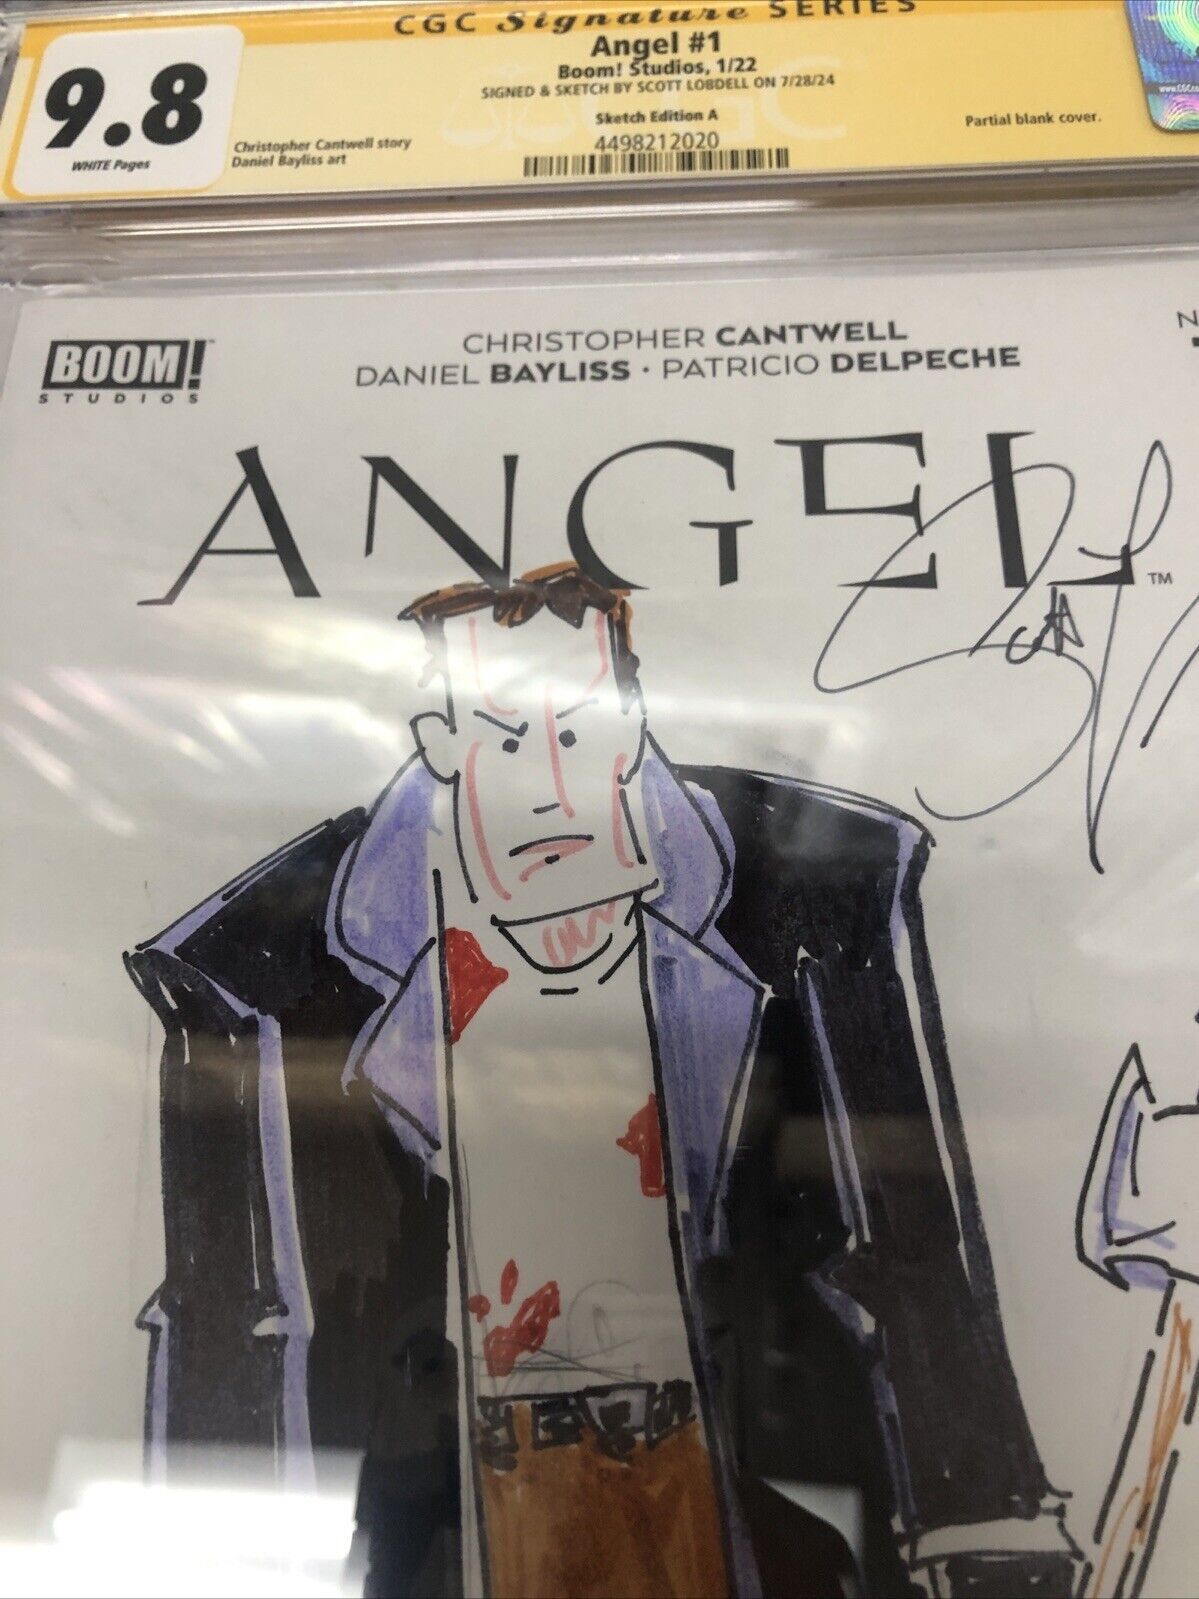 CGC Signature SERIES
9.8
WHITE Pages
Angel #1
Boom! Studios, 1/22
SIGNED & SKETCH BY SCOTT LOBDELL ON 7/28/24
Sketch Edition A
4498212020
Christopher Cantwell story
Daniel Bayliss art
Partial blank cover.
BOOM!™
STUDIOS
CHRISTOPHER CANTWELL
DANIEL BAYLISS • PATRICIO DELPECHE
ANGEL™